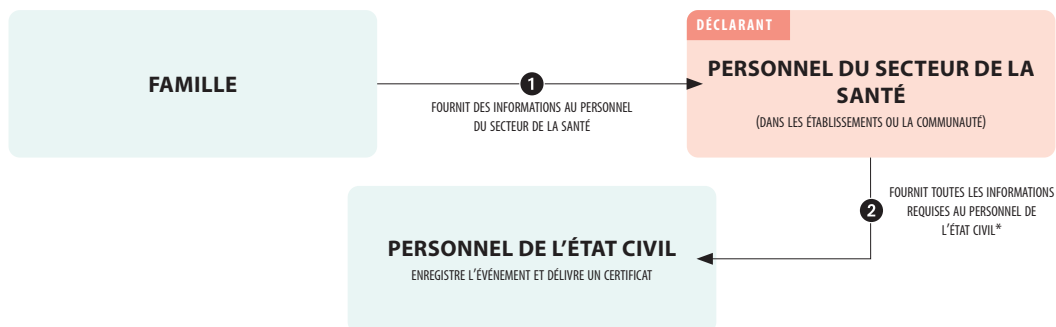 FAMILLE
1
FOURNIT DES INFORMATIONS AU PERSONNEL
DU SECTEUR DE LA SANTÉ
DÉCLARANT
PERSONNEL DU SECTEUR DE LA
SANTÉ
(DANS LES ÉTABLISSEMENTS OU LA COMMUNAUTÉ)
2
FOURNIT TOUTES LES INFORMATIONS
REQUISES AU PERSONNEL DE
L'ÉTAT CIVIL*
PERSONNEL DE L'ÉTAT CIVIL
ENREGISTRE L'ÉVÉNEMENT ET DÉLIVRE UN CERTIFICAT